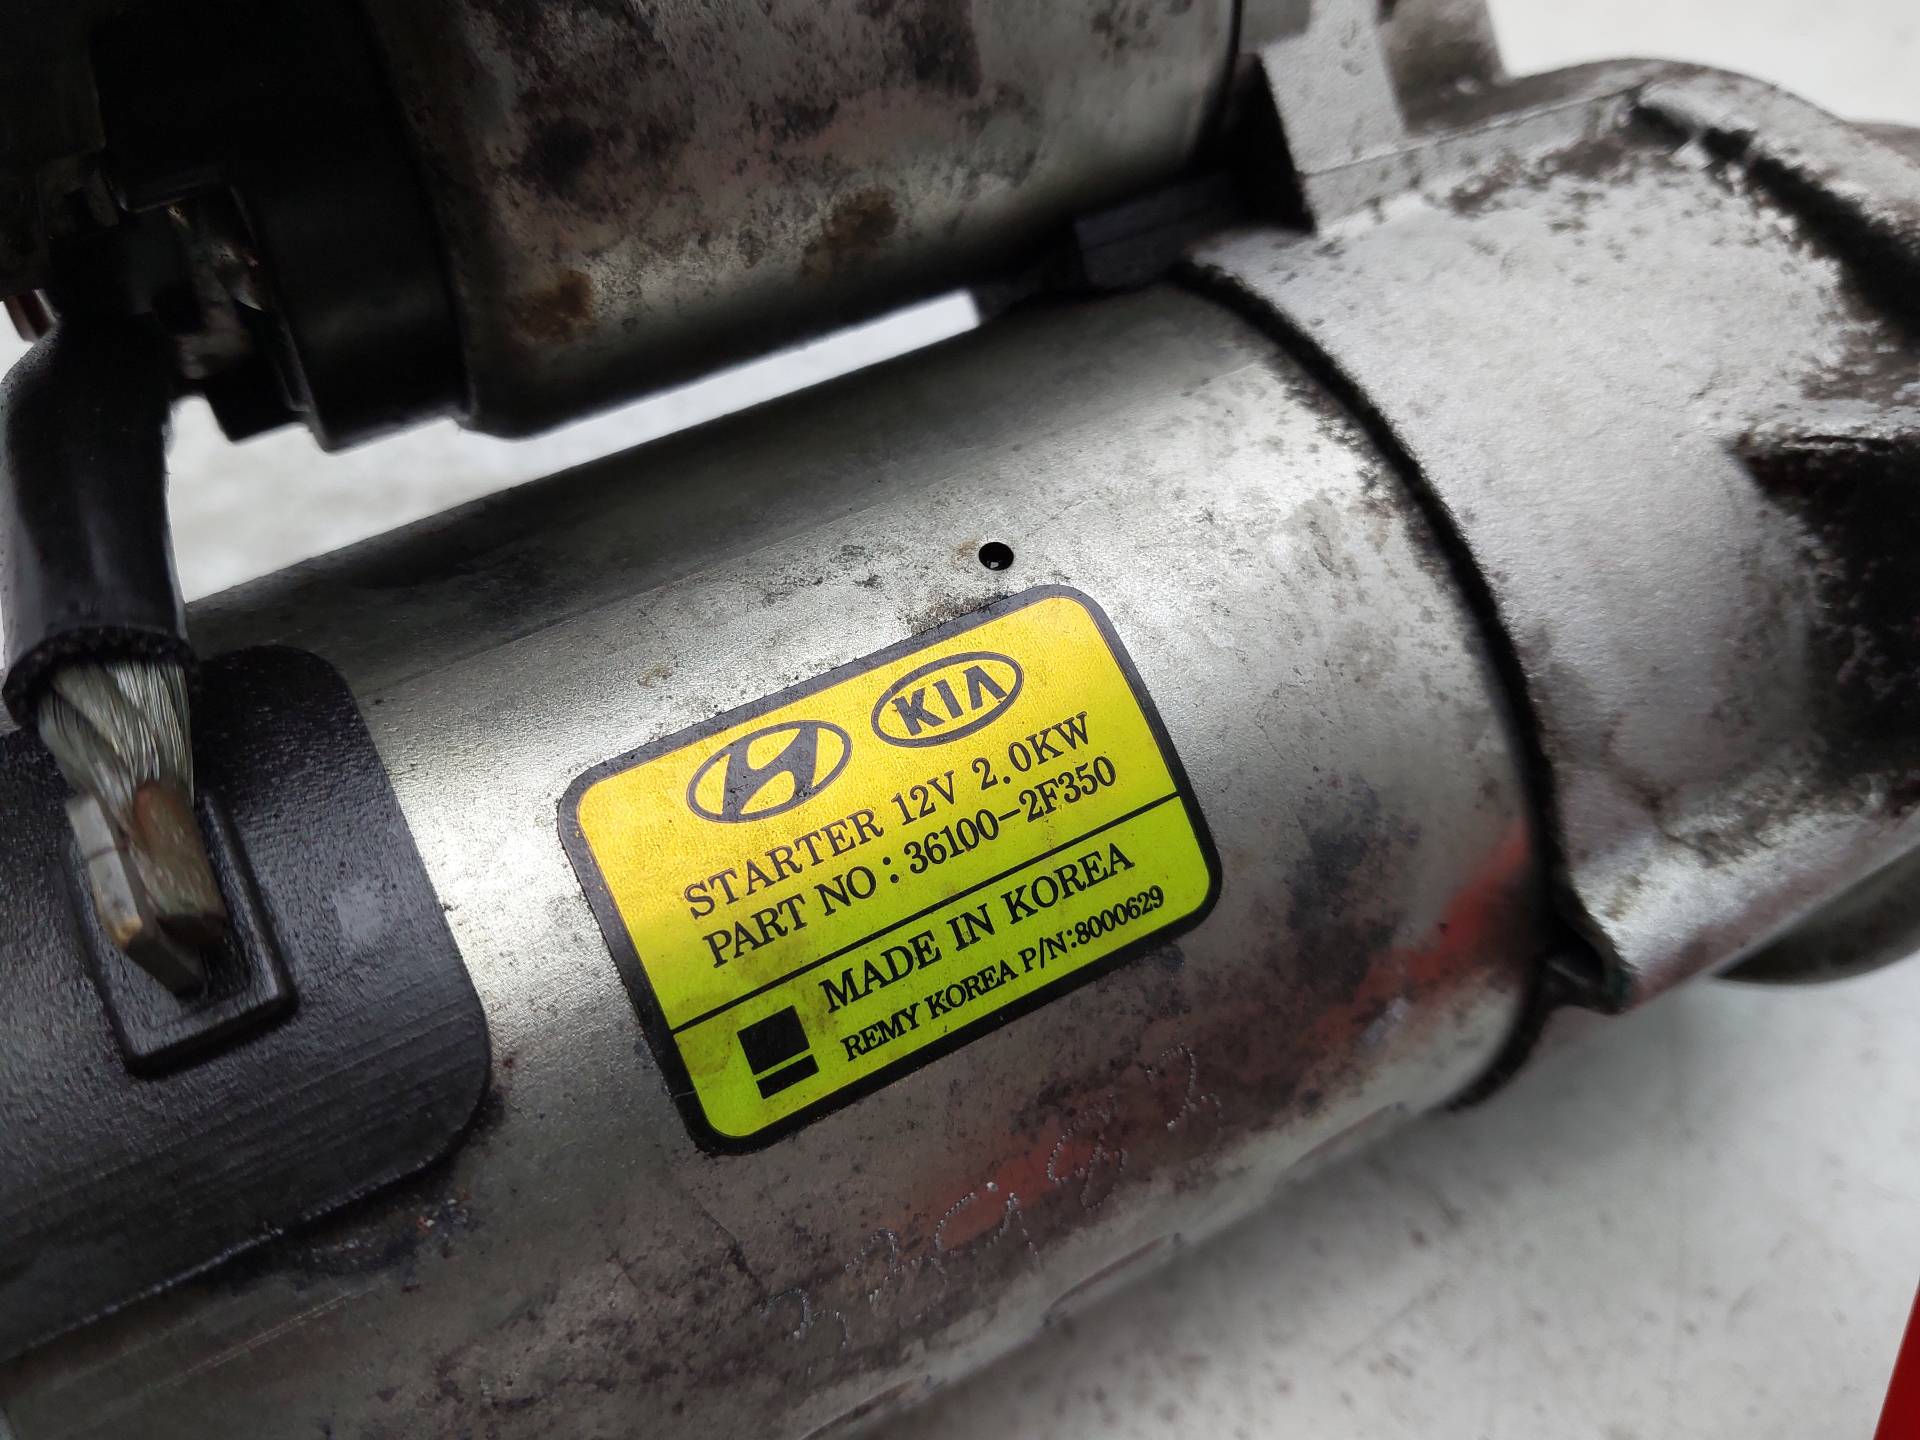 KIA
STARTER 12V 2.0KW
PART NO : 36100-2F350
MADE IN KOREA
REMY KOREA P/N:8000629